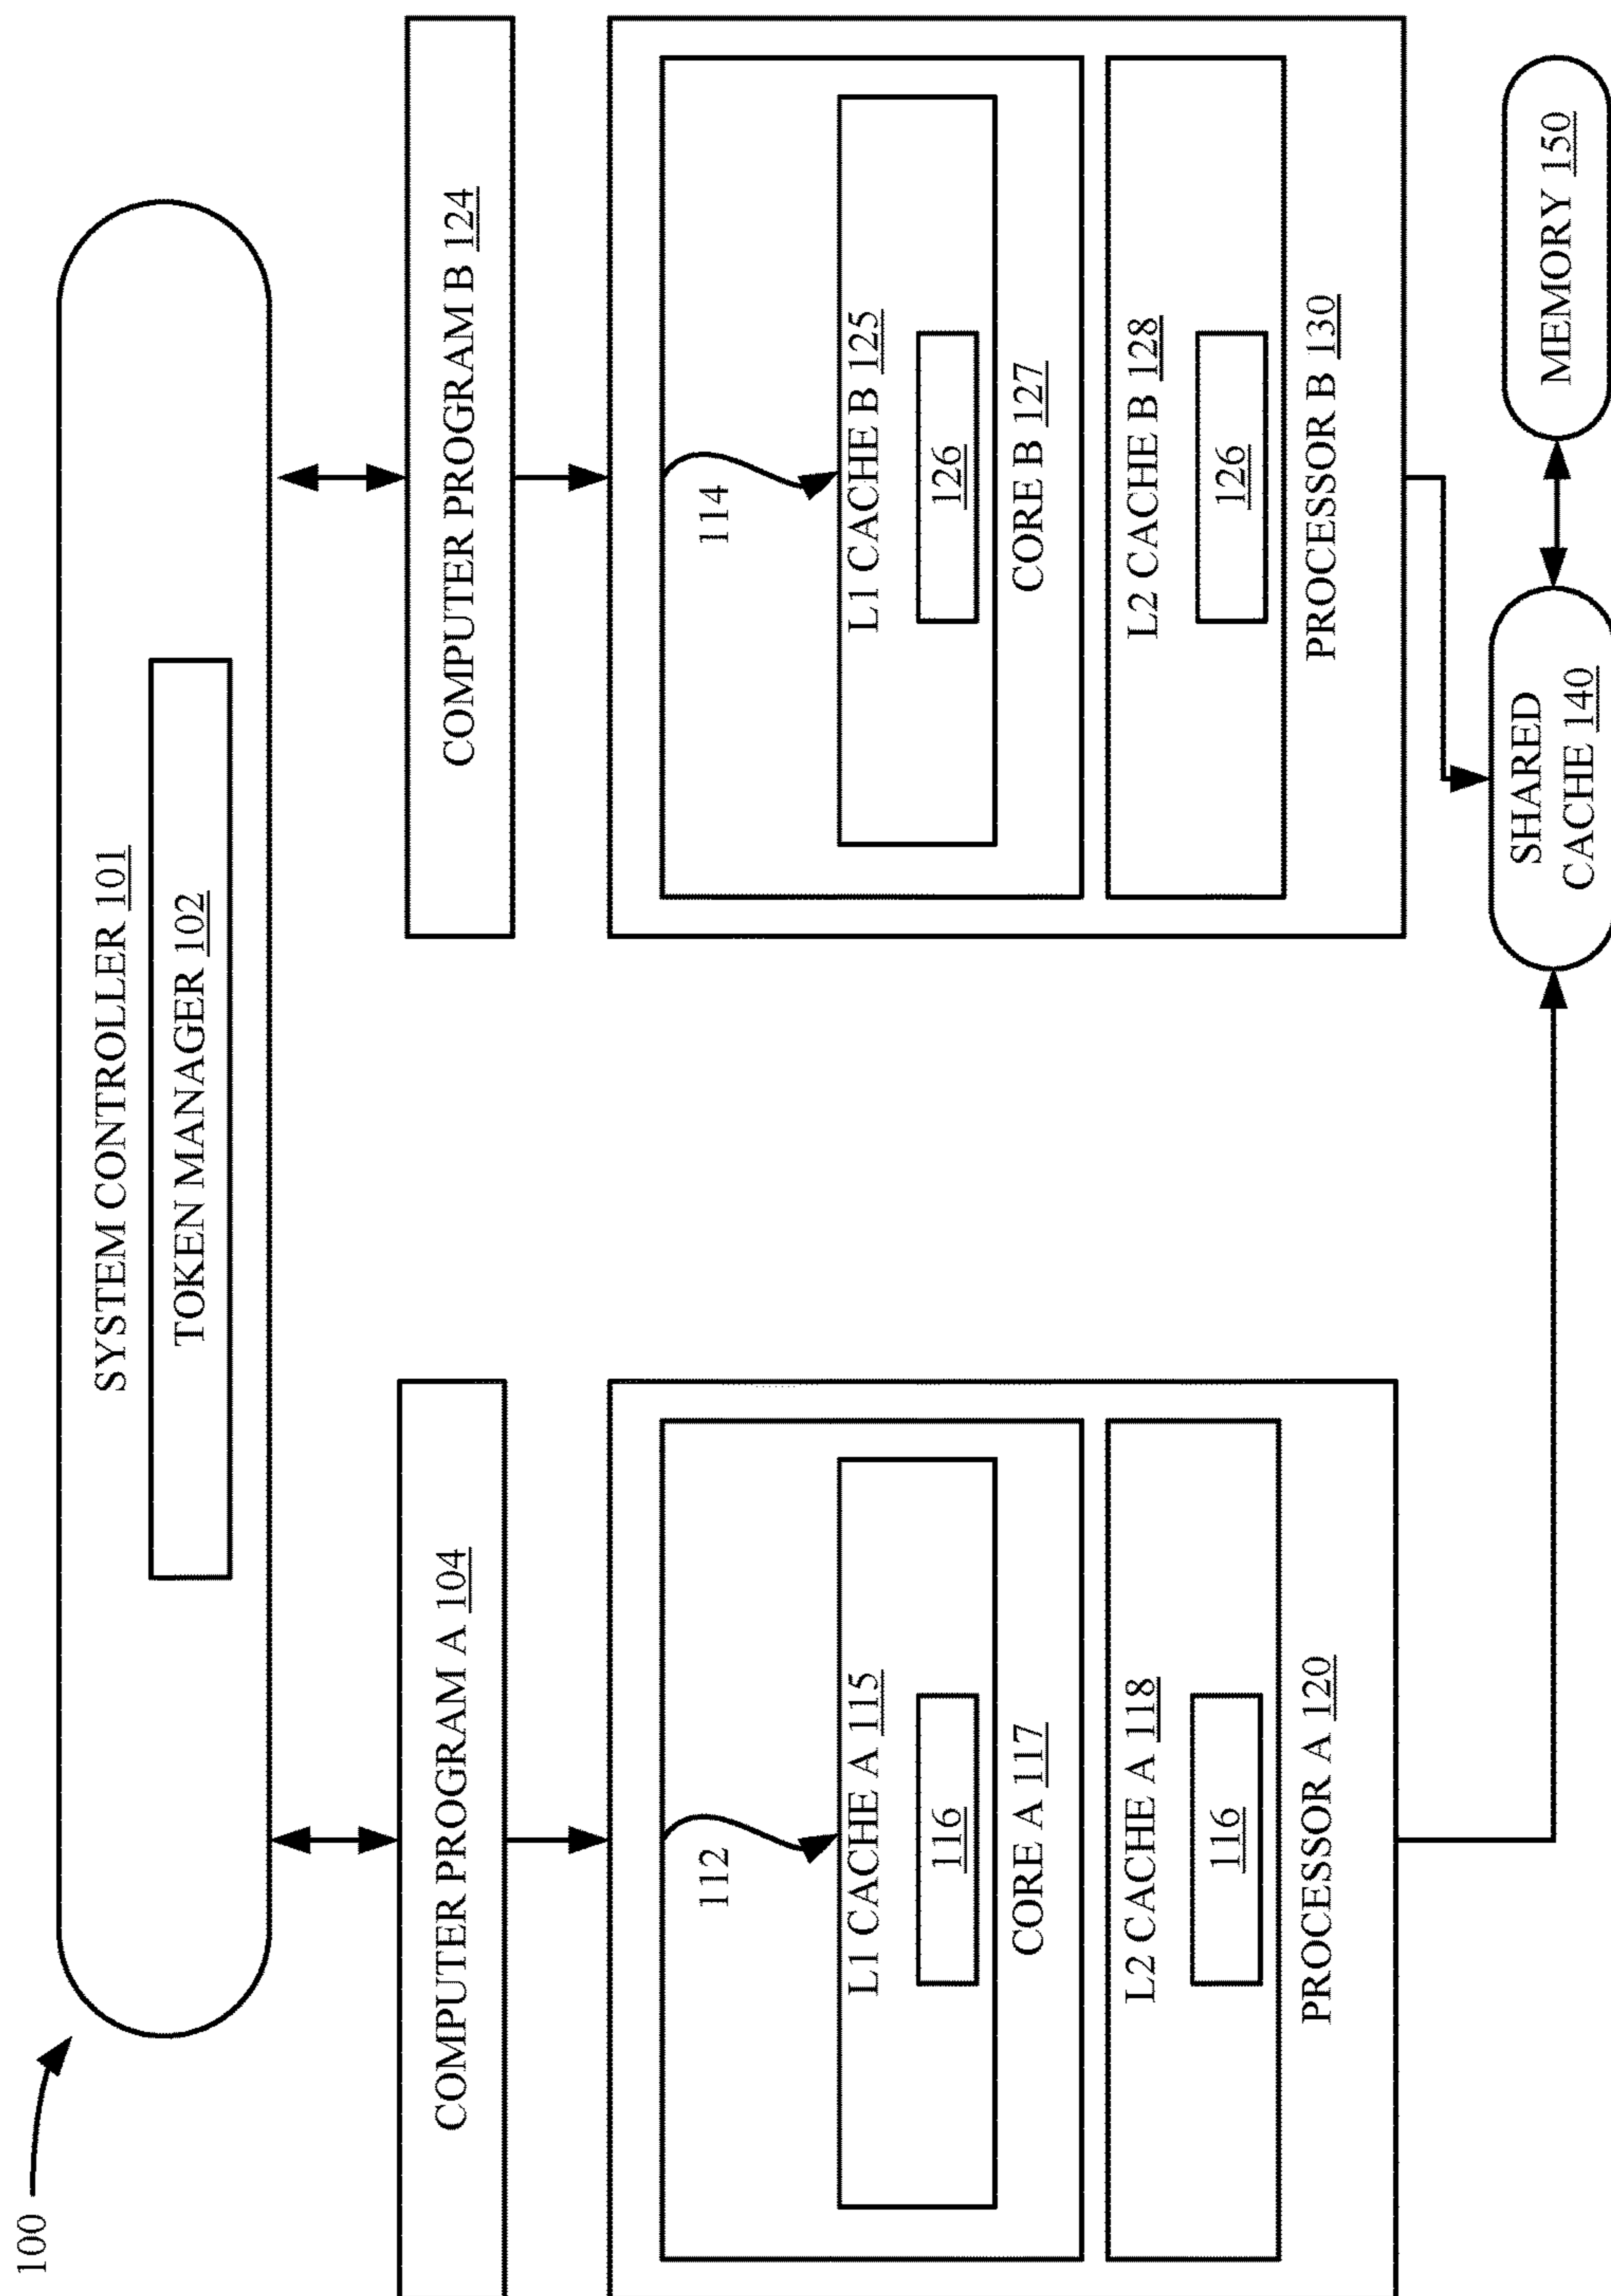 100
SYSTEM CONTROLLER 101
TOKEN MANAGER 102
COMPUTER PROGRAM A 104
112
L1 CACHE A 115
116
CORE A 117
L2 CACHE A 118
116
PROCESSOR A 120
COMPUTER PROGRAM B 124
114
L1 CACHE B 125
126
CORE B 127
L2 CACHE B 128
126
PROCESSOR B 130
SHARED
CACHE 140
MEMORY 150